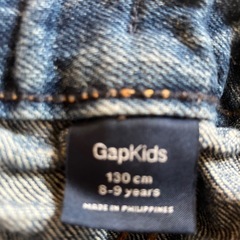 GapKids
130 cm
8-9 years
MADE IN PHILIPPINES